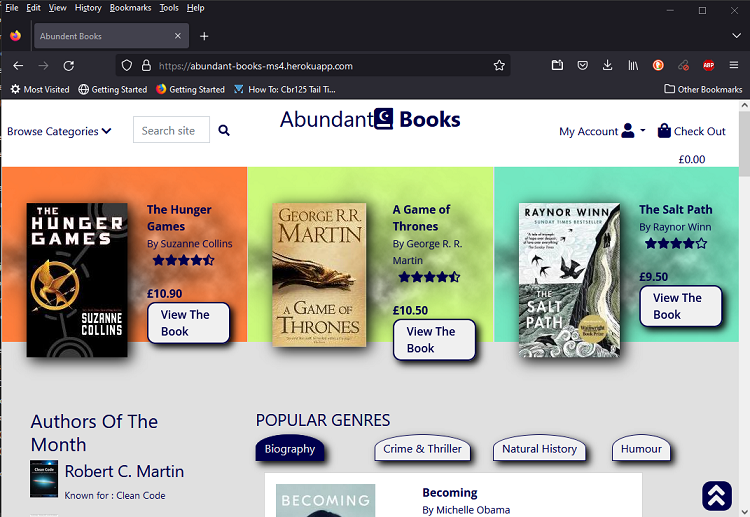 File Edit View History Bookmarks Tools Help
Abundent Books
https://abundant-books-ms4.herokuapp.com
ABP
Most Visited Getting Started Getting Started How To: Cbr125 Tail Ti... Other Bookmarks
Browse Categories Search site Abundant Books My Account Check Out
£0.00
THE
HUNGER
GAMES
SUZANNE
COLLINS
The Hunger
Games
By Suzanne Collins
£10.90
View The
Book
GEORGE R.R.
MARTIN
A GAME OF
THRONES
A Game of
Thrones
By George R. R.
Martin
£10.50
View The
Book
RAYNOR WINN
SUNDAY TIMES BESTSELLER
THE
SALT
PATH
Wainwright
Book Prize
The Salt Path
By Raynor Winn
£9.50
View The
Book
Authors Of The
Month
Clean Code
Robert C. Martin
Known for : Clean Code
POPULAR GENRES
Biography Crime & Thriller Natural History Humour
BECOMING
Becoming
By Michelle Obama